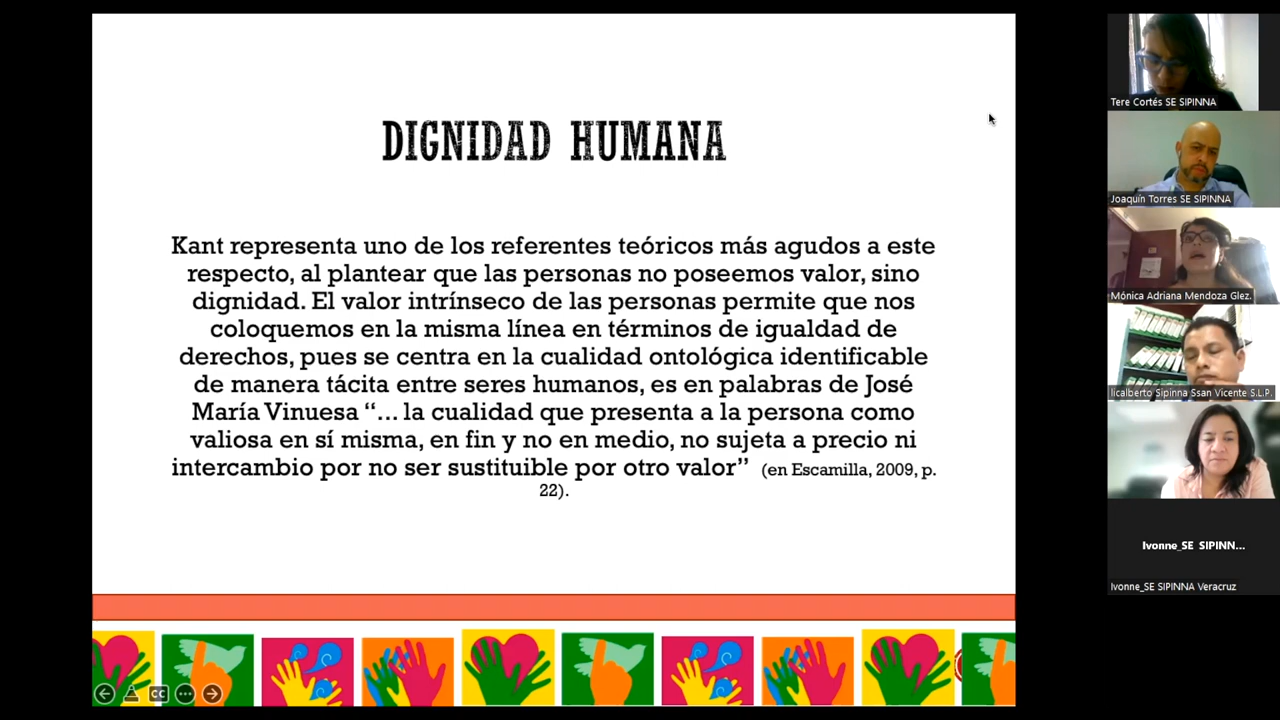 DIGNIDAD HUMANA
Kant representa uno de los referentes teóricos más agudos a este
respecto, al plantear que las personas no poseemos valor, sino
dignidad. El valor intrínseco de las personas permite que nos
coloquemos en la misma línea en términos de igualdad de
derechos, pues se centra en la cualidad ontológica identificable
de manera tácita entre seres humanos, es en palabras de José
María Vinuesa “... la cualidad que presenta a la persona como
valiosa en sí misma, en fin y no en medio, no sujeta a precio ni
intercambio por no ser sustituible por otro valor” (en Escamilla, 2009, p.
22).
CC
Tere Cortés SE SIPINNA
Joaquín Torres SE SIPINNA
Mónica Adriana Mendoza Glez.
licalberto Sipinna Ssan Vicente S.L.P.
Ivonne_SE SIPINN...
Ivonne_SE SIPINNA Veracruz